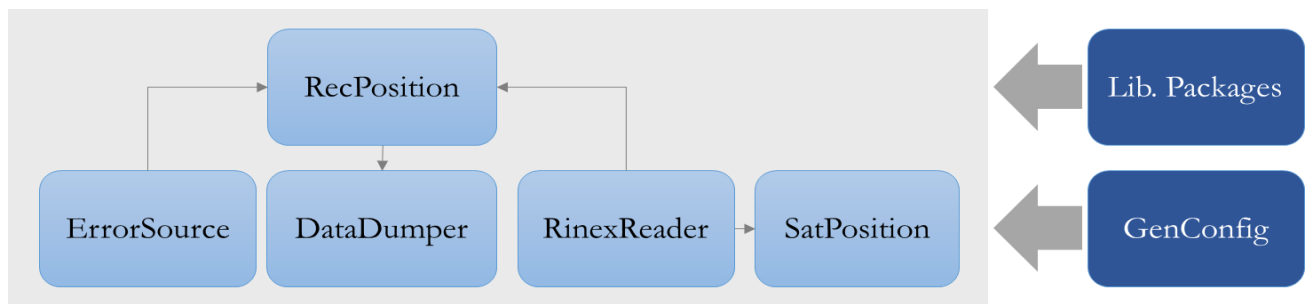 RecPosition
Lib. Packages
ErrorSource
DataDumper
RinexReader
SatPosition
GenConfig